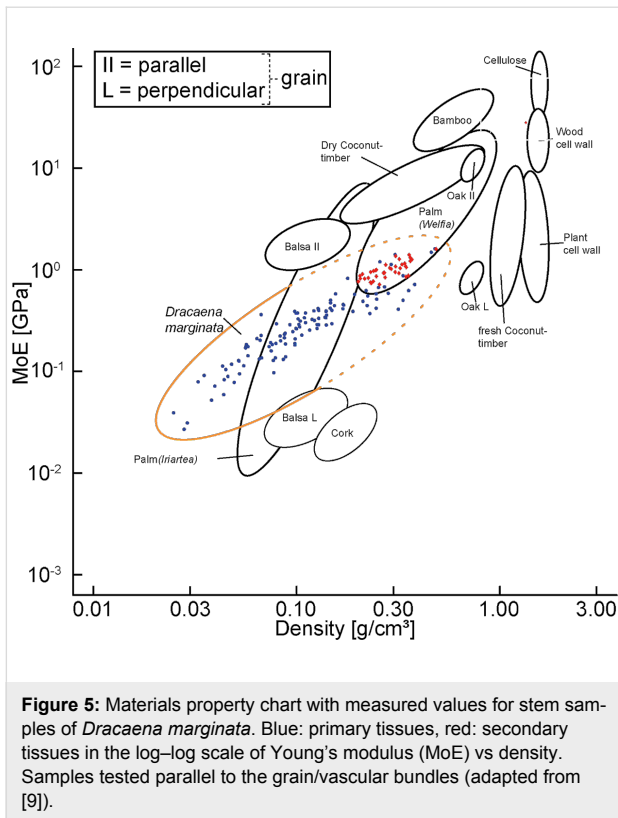 II = parallel
L = perpendicular
grain
10²
10¹
10⁰
10⁻¹
10⁻²
10⁻³
MoE [GPa]
Cellulose
Bamboo
Wood
cell wall
Dry Coconut-
timber
Oak II
Palm
(Welfia)
Balsa II
Plant
cell wall
Oak L
fresh Coconut-
timber
Dracaena
marginata
Balsa L
Cork
Palm(Iriartea)
0.01
0.03
0.10
0.30
1.00
3.00
Density [g/cm³]
Figure 5: Materials property chart with measured values for stem sam-
ples of Dracaena marginata. Blue: primary tissues, red: secondary
tissues in the log–log scale of Young's modulus (MoE) vs density.
Samples tested parallel to the grain/vascular bundles (adapted from
[9]).